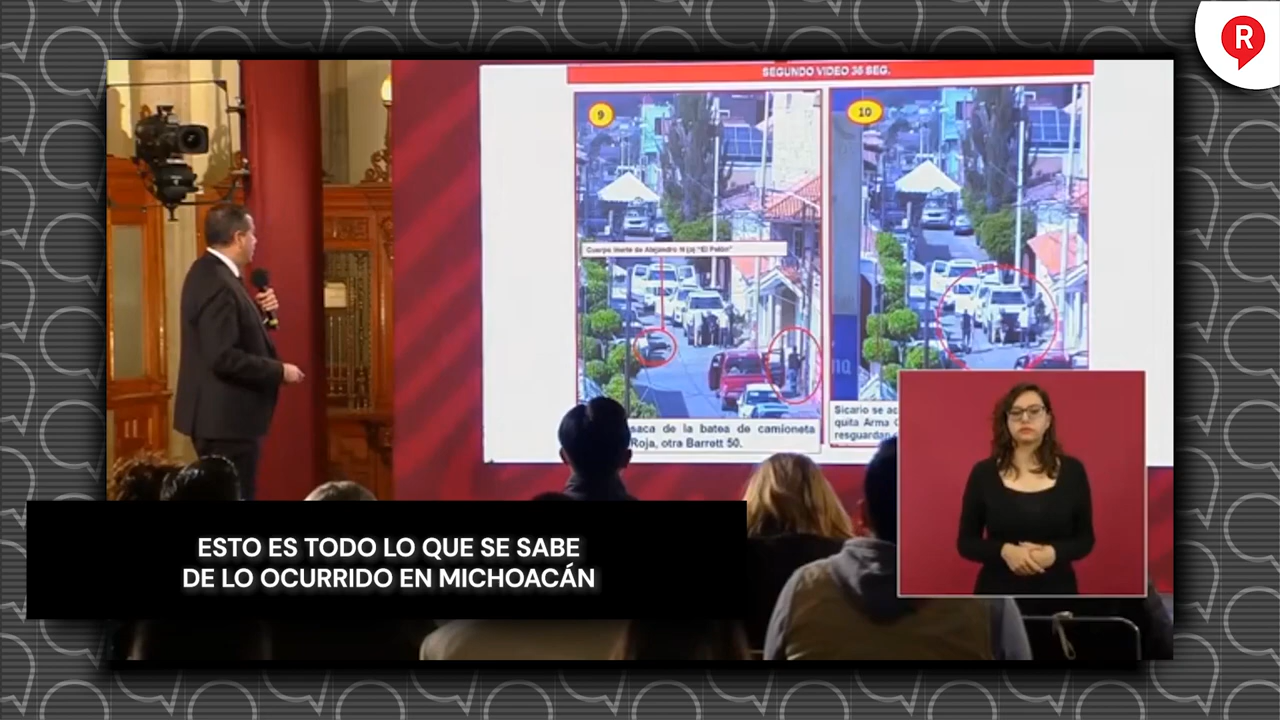 R
SEGUNDO VIDEO 35 SEG.
9
10
Cuerpo inerte de Alejandro N (a) "El Pelón"
saca de la batea de camioneta
Roja, otra Barrett 50.
Sicario se ac
quita Arma
resguardan
ESTO ES TODO LO QUE SE SABE
DE LO OCURRIDO EN MICHOACÁN